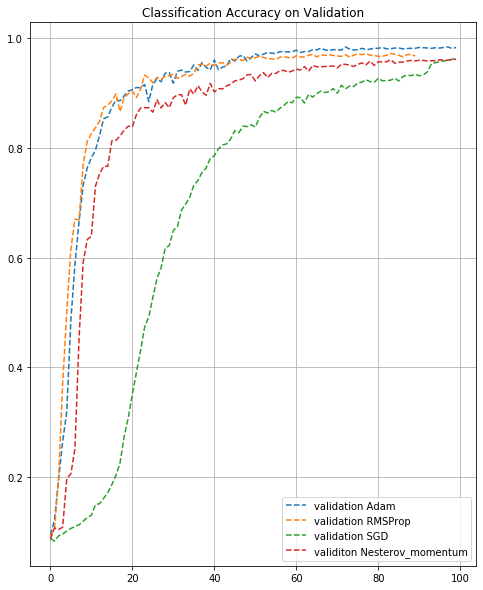 Classification Accuracy on Validation
1.0
0.8
0.6
0.4
0.2
0
20
40
60
80
100
validation Adam
validation RMSProp
validation SGD
validiton Nesterov_momentum